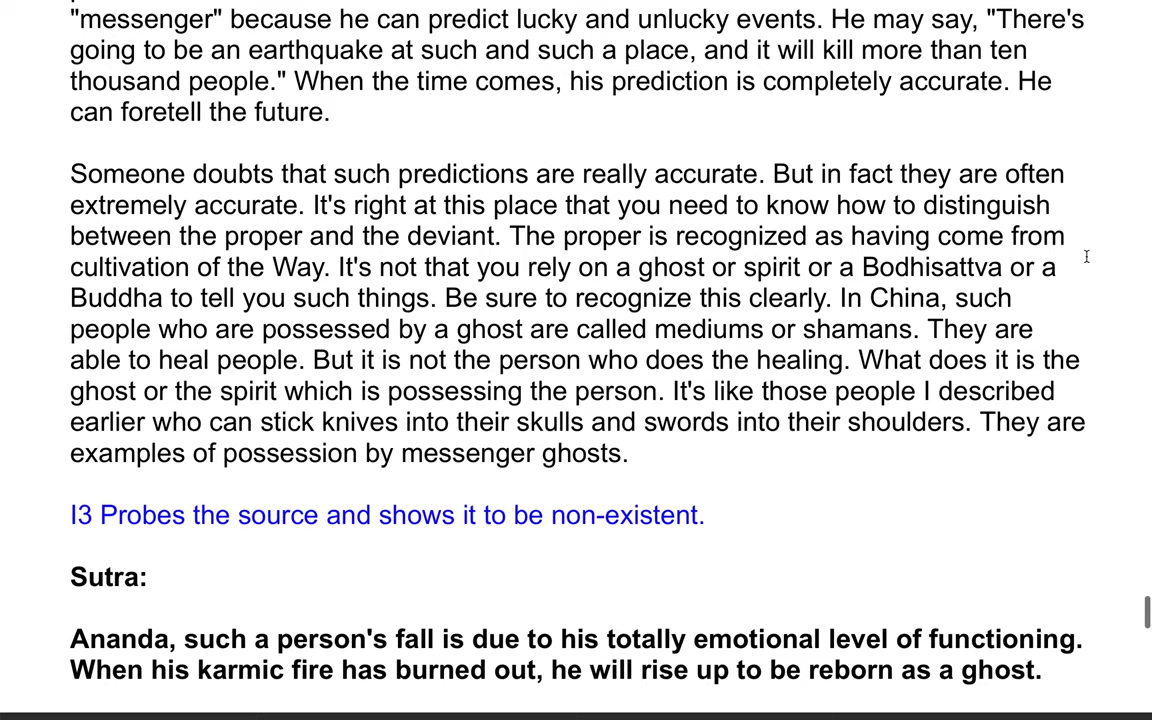 "messenger" because he can predict lucky and unlucky events. He may say, "There's
going to be an earthquake at such and such a place, and it will kill more than ten
thousand people." When the time comes, his prediction is completely accurate. He
can foretell the future.
Someone doubts that such predictions are really accurate. But in fact they are often
extremely accurate. It's right at this place that you need to know how to distinguish
between the proper and the deviant. The proper is recognized as having come from
cultivation of the Way. It's not that you rely on a ghost or spirit or a Bodhisattva or a
Buddha to tell you such things. Be sure to recognize this clearly. In China, such
people who are possessed by a ghost are called mediums or shamans. They are
able to heal people. But it is not the person who does the healing. What does it is the
ghost or the spirit which is possessing the person. It's like those people I described
earlier who can stick knives into their skulls and swords into their shoulders. They are
examples of possession by messenger ghosts.
I3 Probes the source and shows it to be non-existent.
Sutra:
Ananda, such a person's fall is due to his totally emotional level of functioning.
When his karmic fire has burned out, he will rise up to be reborn as a ghost.